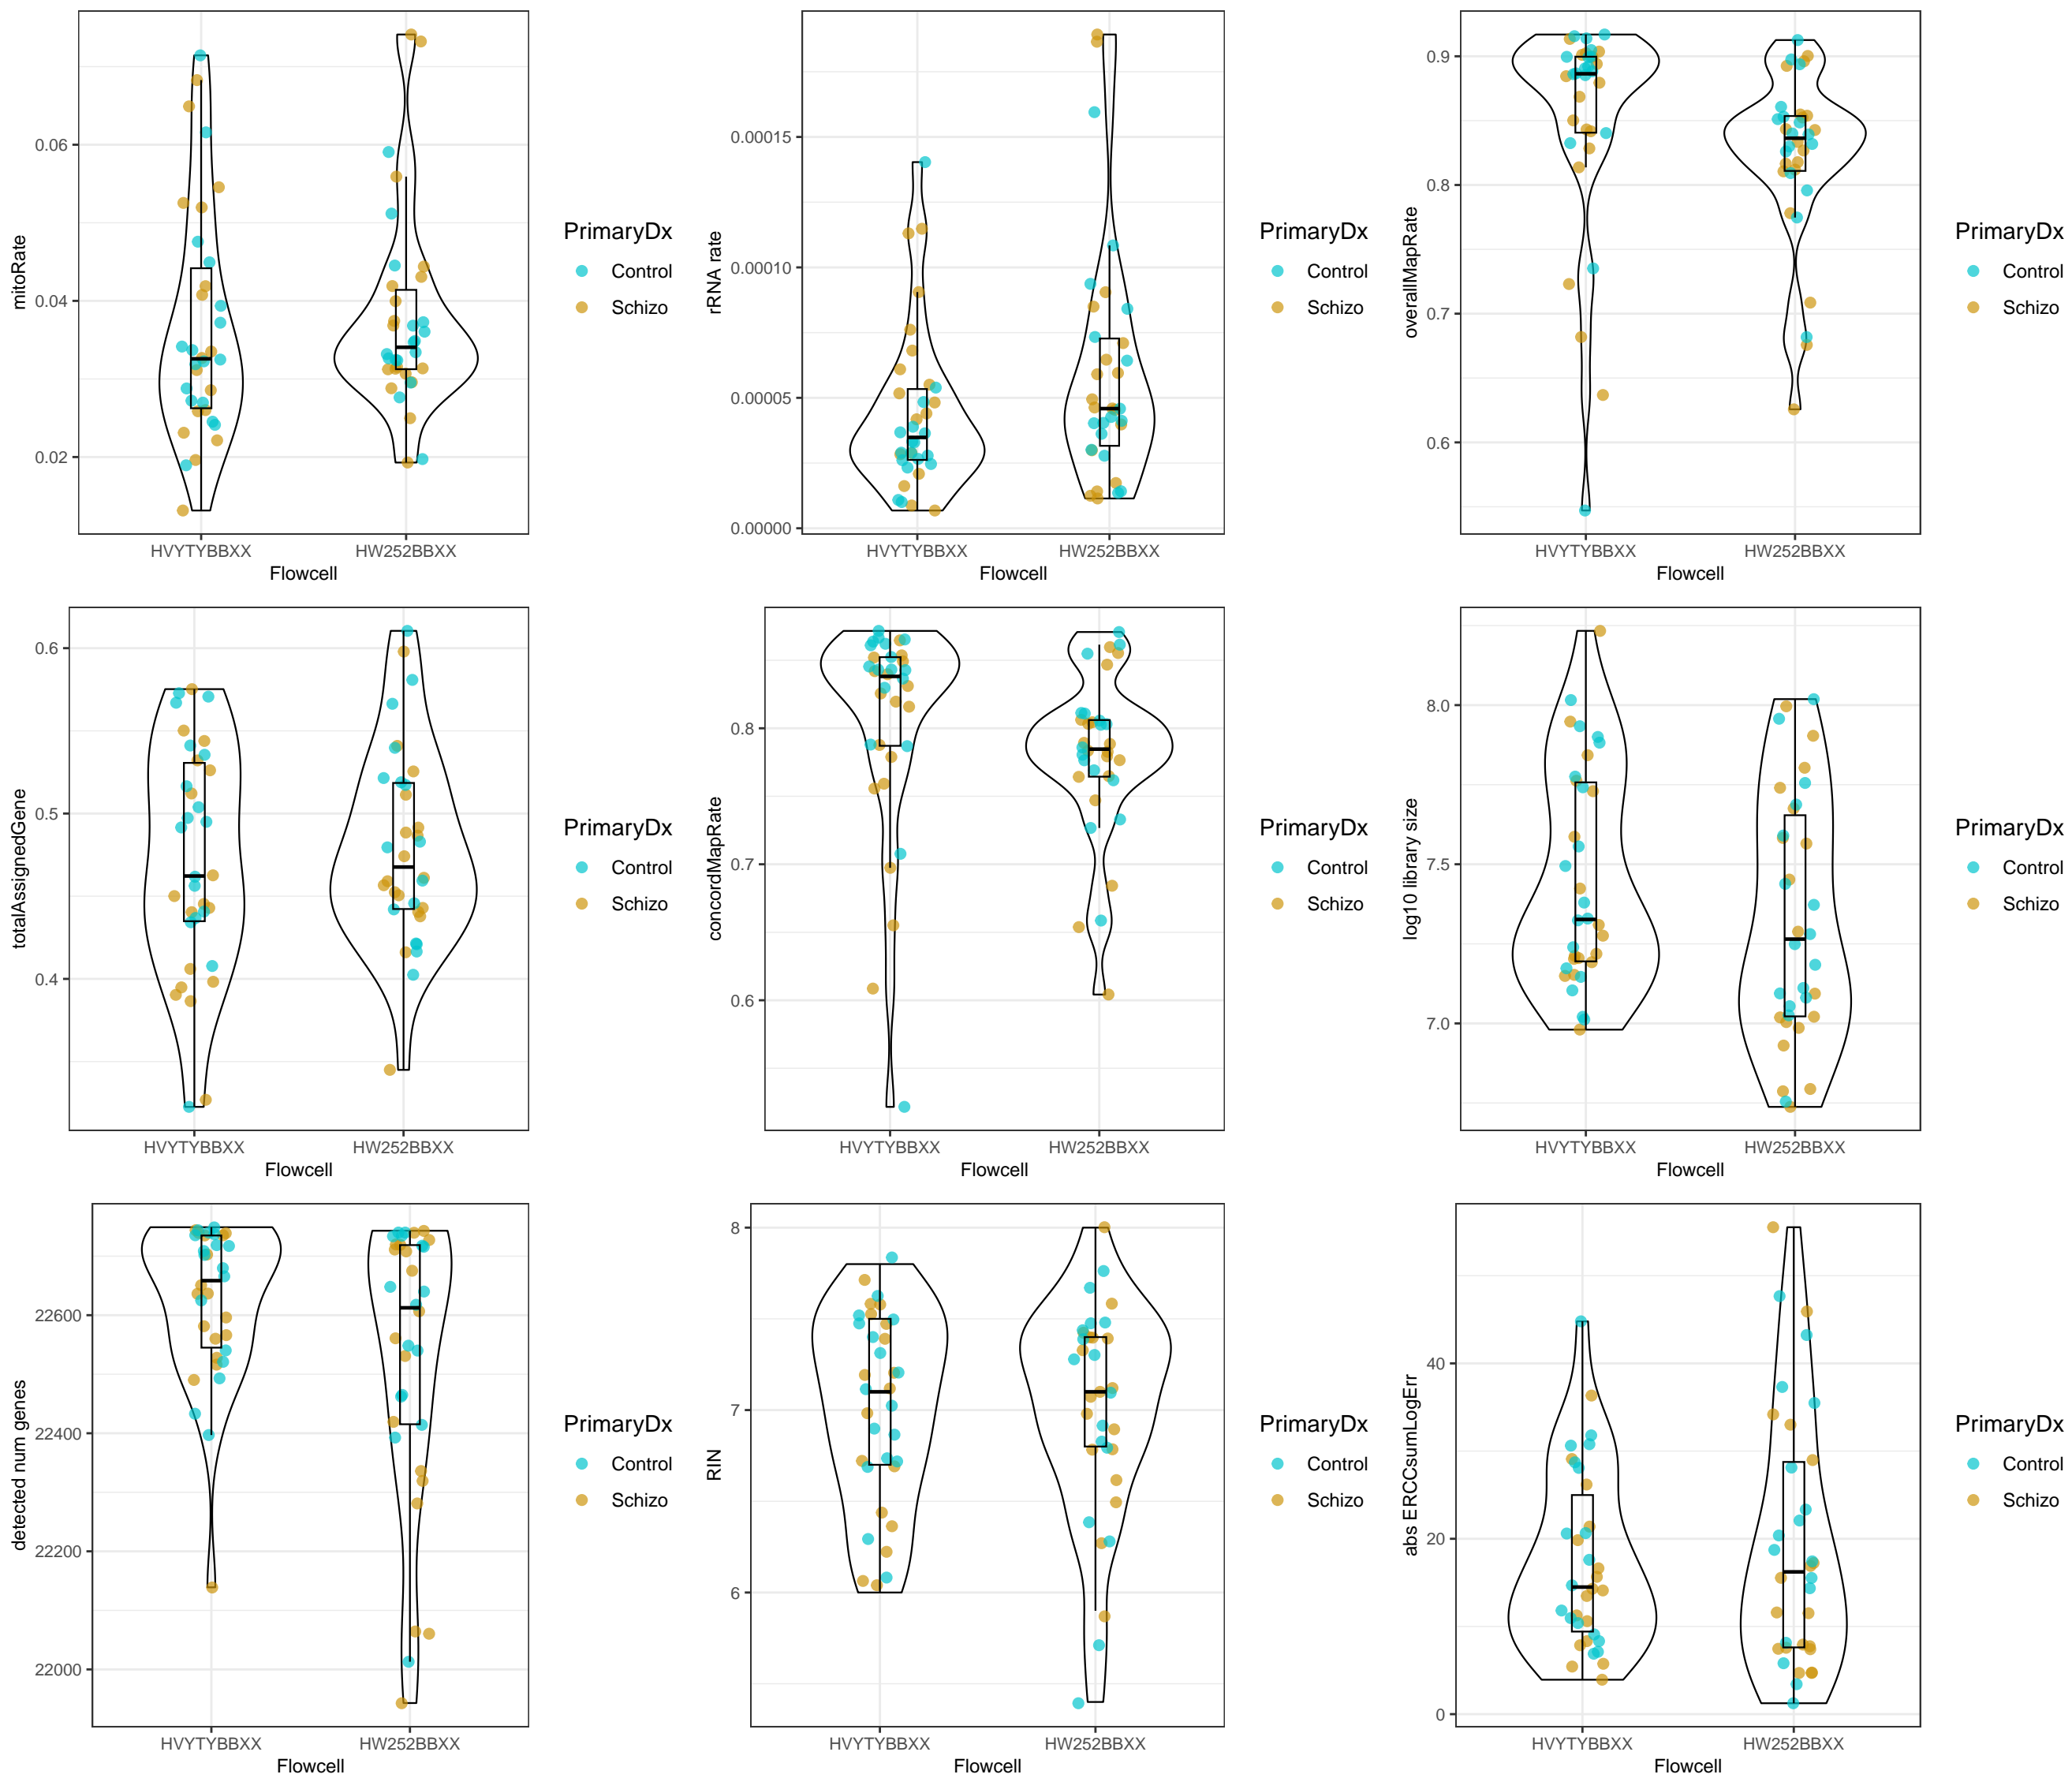 mitoRate
0.06
0.04
0.02
HVYTYBBXX HW252BBXX
Flowcell
PrimaryDx
Control
Schizo
rRNA rate
0.00015
0.00010
0.00005
0.00000
HVYTYBBXX HW252BBXX
Flowcell
PrimaryDx
Control
Schizo
overallMapRate
0.9
0.8
0.7
0.6
HVYTYBBXX HW252BBXX
Flowcell
PrimaryDx
Control
Schizo
totalAssignedGene
0.6
0.5
0.4
HVYTYBBXX HW252BBXX
Flowcell
PrimaryDx
Control
Schizo
concordMapRate
0.8
0.7
0.6
HVYTYBBXX HW252BBXX
Flowcell
PrimaryDx
Control
Schizo
log10 library size
8.0
7.5
7.0
HVYTYBBXX HW252BBXX
Flowcell
PrimaryDx
Control
Schizo
detected num genes
22600
22400
22200
22000
HVYTYBBXX HW252BBXX
Flowcell
PrimaryDx
Control
Schizo
RIN
8
7
6
HVYTYBBXX HW252BBXX
Flowcell
PrimaryDx
Control
Schizo
abs ERCCsumLogErr
40
20
0
HVYTYBBXX HW252BBXX
Flowcell
PrimaryDx
Control
Schizo